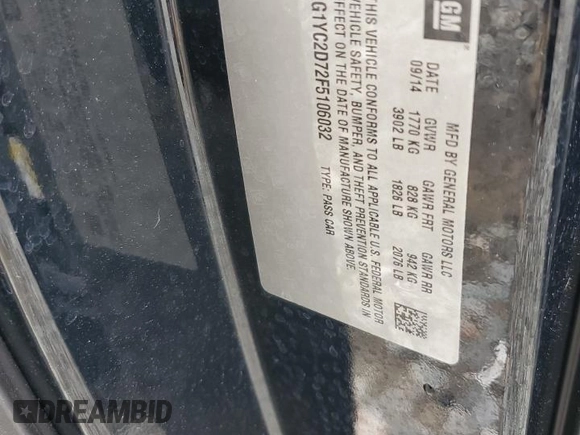 GM
MFD BY GENERAL MOTORS LLC
DATE GVWR GAWR FRT GAWR RR
09/14 1770 KG 828 KG 942 KG
3902 LB 1826 LB 2076 LB
THIS VEHICLE CONFORMS TO ALL APPLICABLE U.S. FEDERAL MOTOR
VEHICLE SAFETY, BUMPER, AND THEFT PREVENTION STANDARDS IN
EFFECT ON THE DATE OF MANUFACTURE SHOWN ABOVE.
G1YC2D72F5106032 TYPE: PASS CAR
DREAMBID